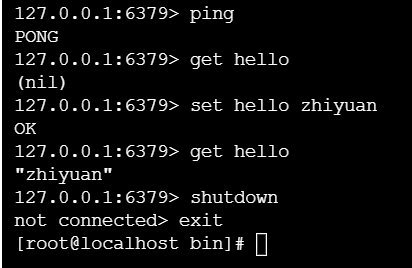 127.0.0.1:6379> ping
PONG
127.0.0.1:6379> get hello
(nil)
127.0.0.1:6379> set hello zhiyuan
OK
127.0.0.1:6379> get hello
"zhiyuan"
127.0.0.1:6379> shutdown
not connected> exit
[root@localhost bin]#